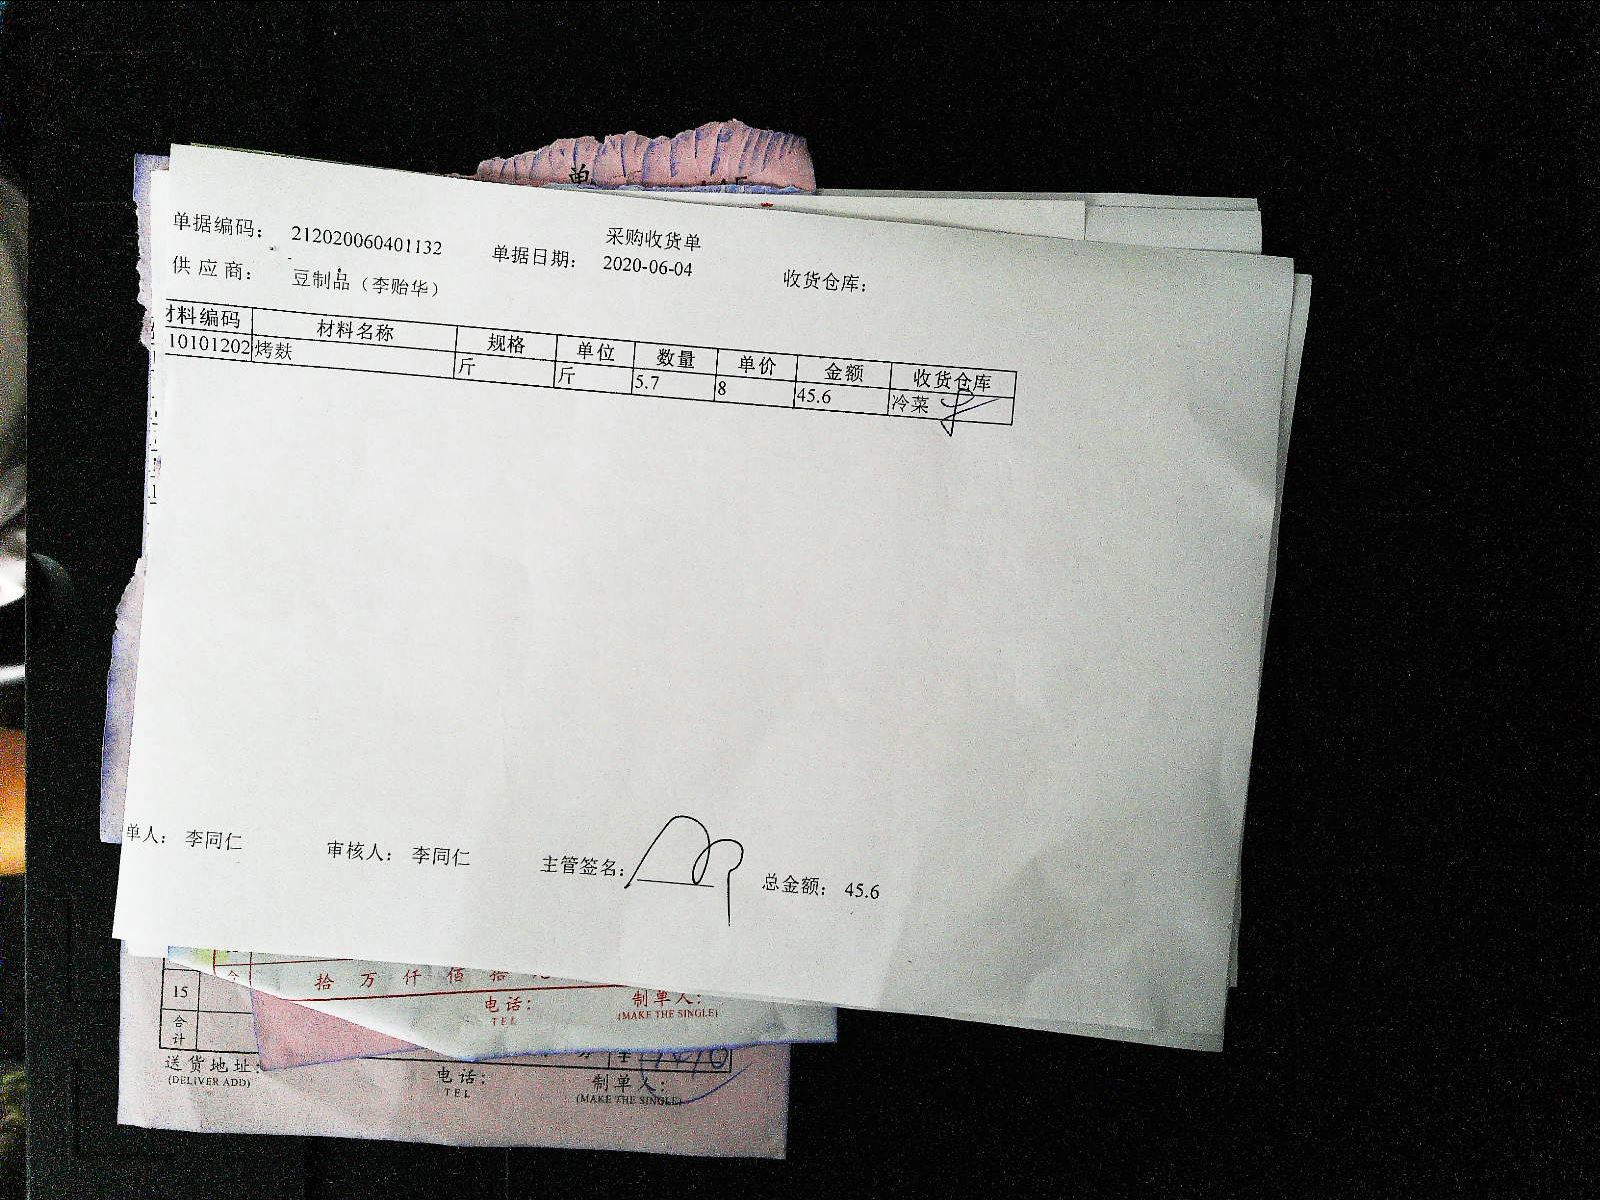 单
采购收货单
单据编码： 212020060401132 单据日期： 2020-06-04 收货仓库：
供应商： 豆制品（李贻华）
材料编码 材料名称 规格 单位 数量 单价 金额 收货仓库
10101202 烤麸 斤 斤 5.7 8 45.6 冷菜
单人： 李同仁 审核人： 李同仁 主管签名： 总金额： 45.6
拾 万 仟 佰 拾
电话： 制单人：
TEL (MAKE THE SINGLE)
15
合计
送货地址： 电话： 制单人：
(DELIVER ADD) TEL (MAKE THE SINGLE)